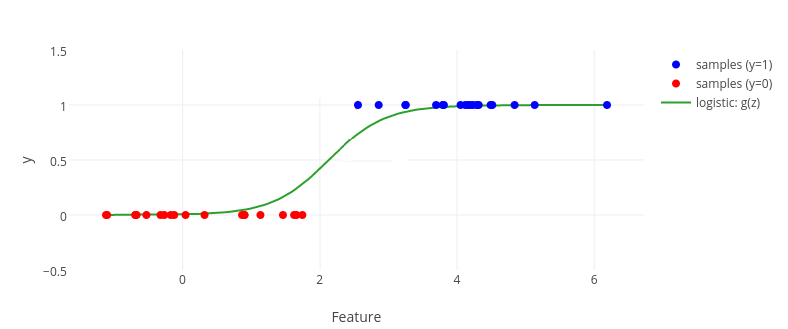 1.5
1
0.5
0
−0.5
y
0
2
4
6
Feature
samples (y=1)
samples (y=0)
logistic: g(z)